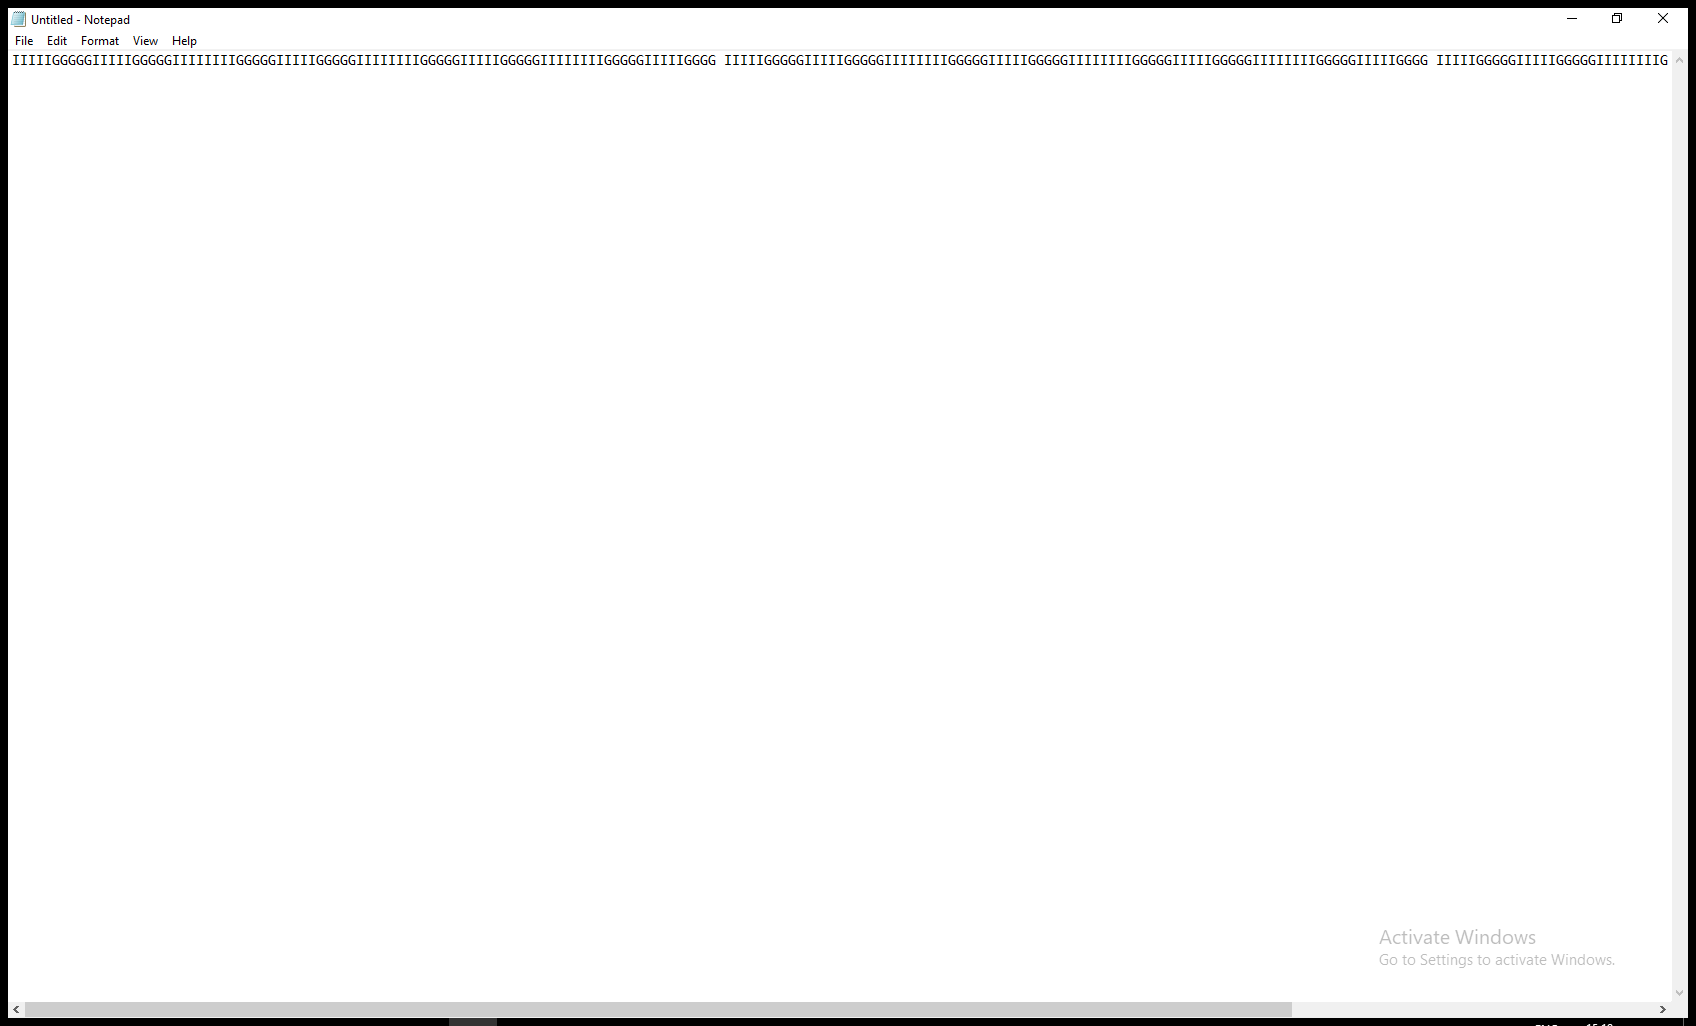 Untitled - Notepad
File Edit Format View Help
IIIIIGGGGGIIIIIGGGGGIIIIIIIIGGGGGIIIIIGGGGGIIIIIIIIGGGGGIIIIIGGGGGIIIIIIIIGGGGGIIIIIGGGG IIIIIGGGGGIIIIIGGGGGIIIIIIIIGGGGGIIIIIGGGGGIIIIIIIIGGGGGIIIIIGGGGGIIIIIIIIGGGGGIIIIIGGGG IIIIIGGGGGIIIIIGGGGGIIIIIIIIG
Activate Windows
Go to Settings to activate Windows.